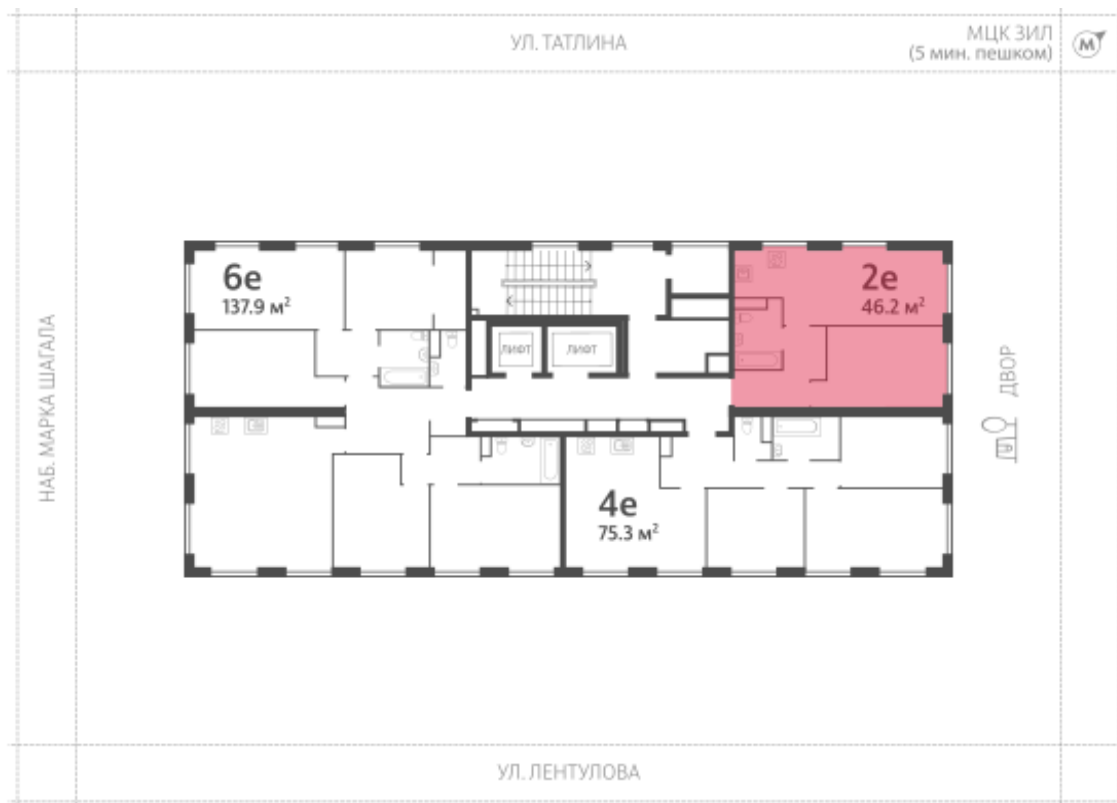 УЛ. ТАТЛИНА
МЦК ЗИЛ
(5 мин. пешком)
М
6е
137.9 м²
2е
46.2 м²
ЛИФТ
ЛИФТ
НАБ. МАРКА ШАГАЛА
ДВОР
4е
75.3 м²
УЛ. ЛЕНТУЛОВА